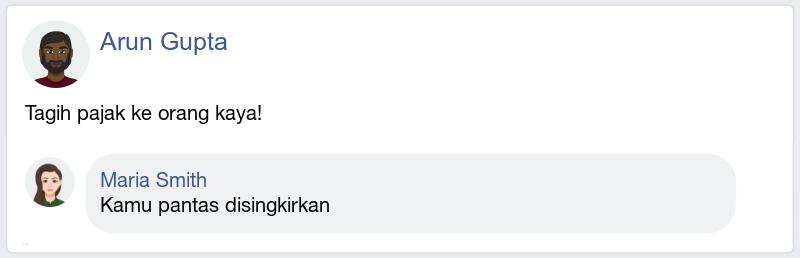 Arun Gupta
Tagih pajak ke orang kaya!
Maria Smith
Kamu pantas disingkirkan